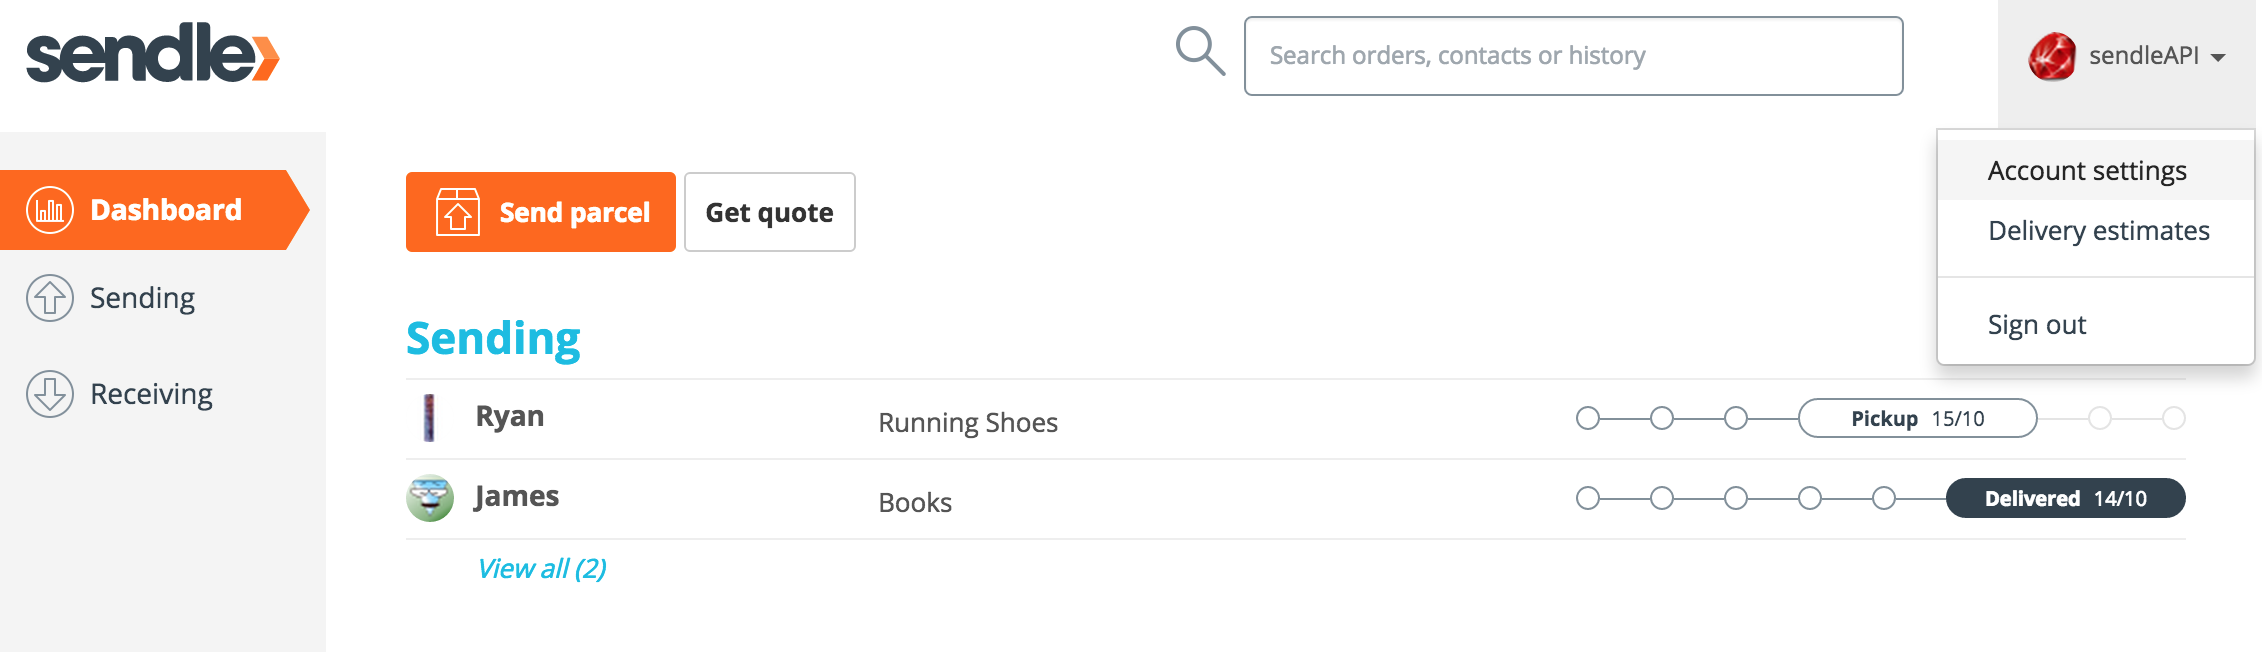 sendle
Search orders, contacts or history
sendleAPI
Account settings
Delivery estimates
Sign out
Dashboard
Sending
Receiving
Send parcel
Get quote
Sending
Ryan Running Shoes Pickup 15/10
James Books Delivered 14/10
View all (2)